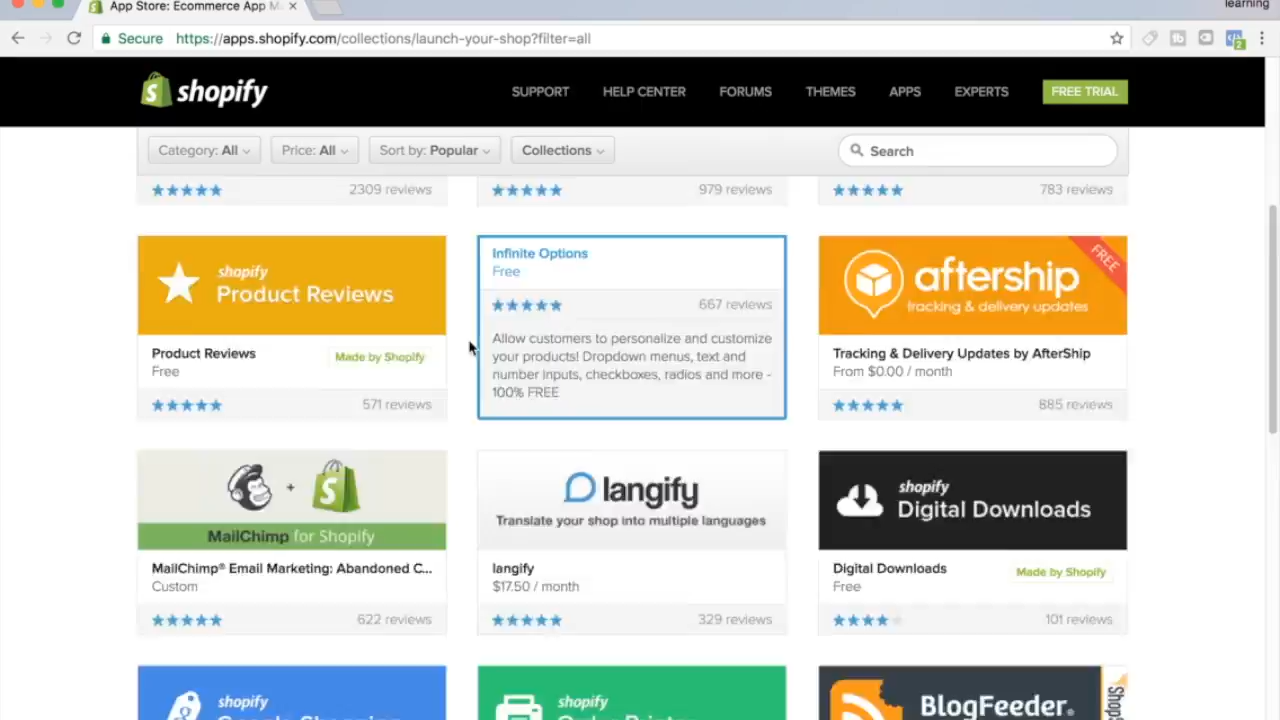 learning
App Store: Ecommerce App Ma
Secure https://apps.shopify.com/collections/launch-your-shop?filter=all
2
shopify
SUPPORT HELP CENTER FORUMS THEMES APPS EXPERTS FREE TRIAL
Category: All Price: All Sort by: Popular Collections Search
2309 reviews 979 reviews 783 reviews
shopify
Product Reviews
Product Reviews Made by Shopify
Free
571 reviews
Infinite Options
Free
667 reviews
Allow customers to personalize and customize
your products! Dropdown menus, text and
number inputs, checkboxes, radios and more -
100% FREE
FREE
aftership
tracking & delivery updates
Tracking & Delivery Updates by AfterShip
From $0.00 / month
885 reviews
MailChimp for Shopify
MailChimp® Email Marketing: Abandoned C...
Custom
622 reviews
langify
Translate your shop into multiple languages
langify
$17.50 / month
329 reviews
shopify
Digital Downloads
Digital Downloads Made by Shopify
Free
101 reviews
shopify
shopify
BlogFeeder.